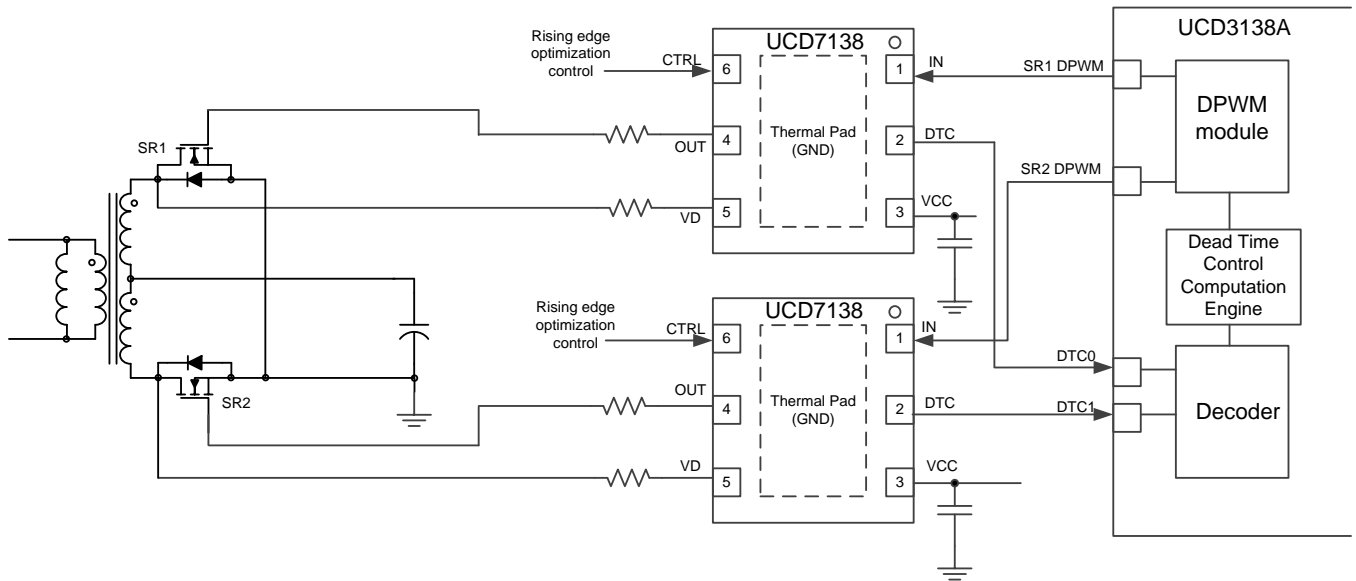 UCD7138
UCD3138A
Rising edge
optimization
control
CTRL
6
1
IN
SR1 DPWM
DPWM
module
SR1
Thermal Pad
(GND)
4
OUT
2
DTC
SR2 DPWM
5
VD
3
VCC
Dead Time
Control
Computation
Engine
UCD7138
Rising edge
optimization
control
CTRL
6
1
IN
DTC0
SR2
OUT
4
Thermal Pad
(GND)
2
DTC
DTC1
Decoder
VD
5
3
VCC